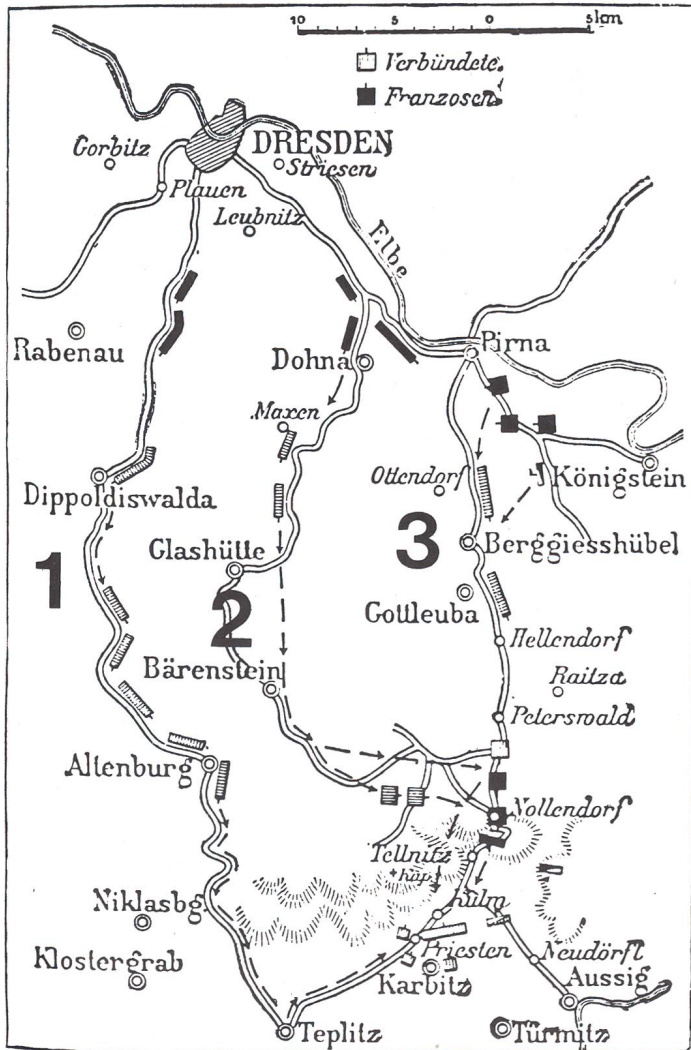 10 5 0 5 km
Verbündete.
Franzosen.
DRESDEN
Gorbitz
Striesen
Plauen
Leubnitz
Elbe
Rabenau
Dohna
Pirna
Maxen
Dippoldiswalda
Ottendorf
Königstein
1
Glashütte
3
Berggiesshübel
2
Gottleuba
Hellendorf
Bärenstein
Raitza
Peterswald
Altenburg
Nollendorf
Tellnitz
Kap.
Niklasbg.
Kulm
Klostergrab
Priesten
Neudörfl
Karbitz
Aussig
Teplitz
Türmitz